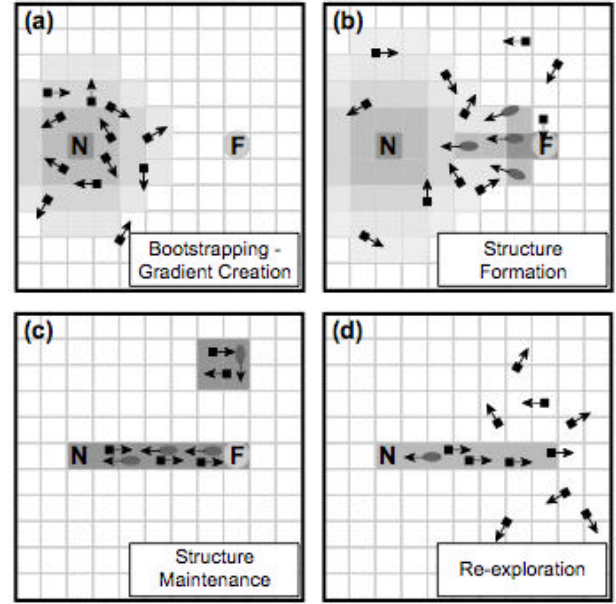 (a)
N
F
Bootstrapping -
Gradient Creation
(b)
N
F
Structure
Formation
(c)
N
F
Structure
Maintenance
(d)
N
Re-exploration